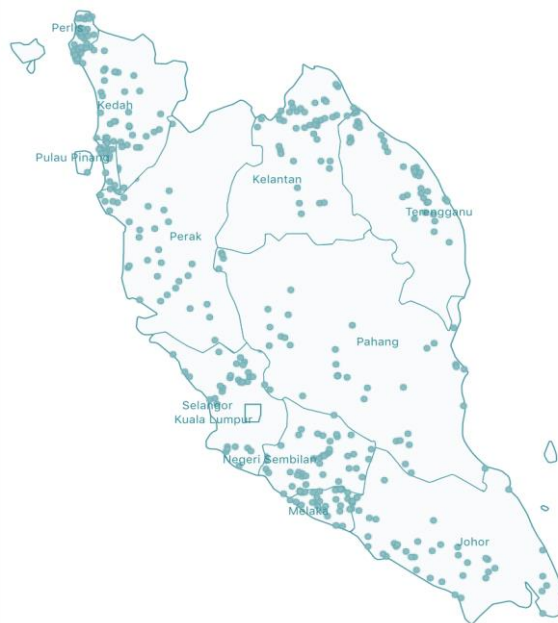 Perlis
Kedah
Pulau Pinang
Kelantan
Terengganu
Perak
Pahang
Selangor
Kuala Lumpur
Negeri Sembilan
Melaka
Johor